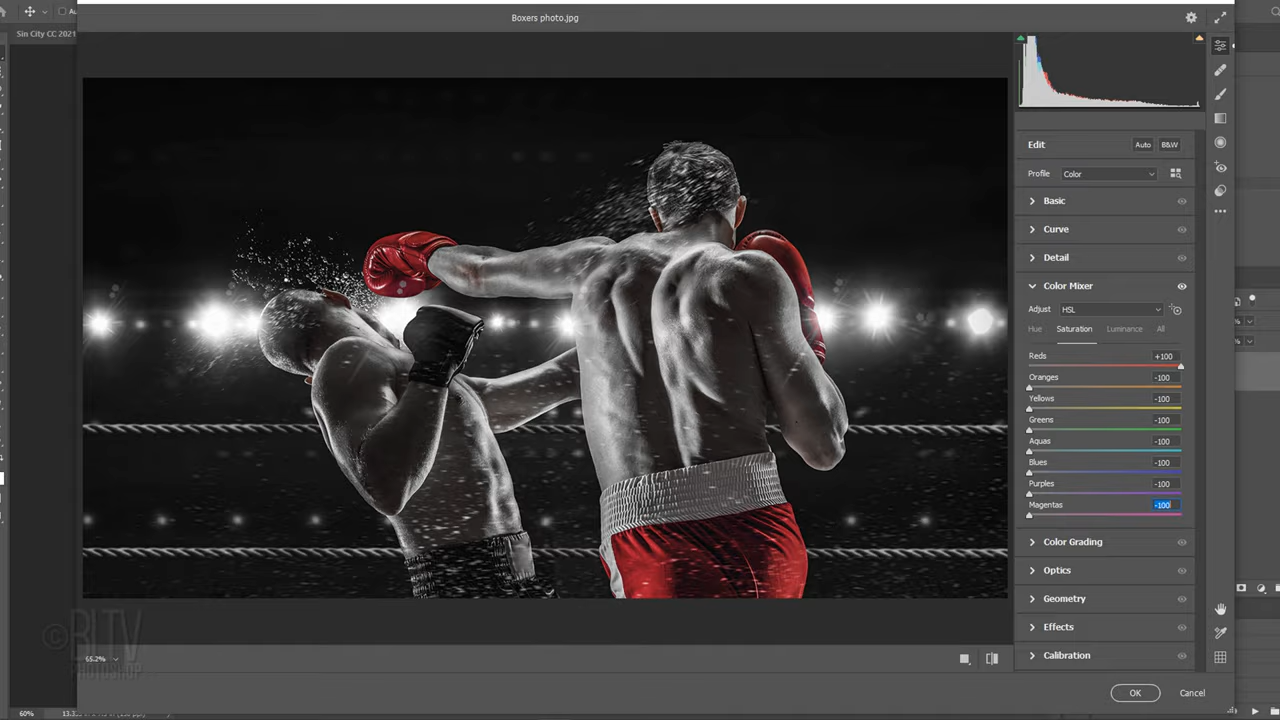 Boxers photo.jpg
Sin City CC 2021
Edit
Auto
B&W
Profile
Color
Basic
Curve
Detail
Color Mixer
Adjust
HSL
Hue
Saturation
Luminance
All
Reds
+100
Oranges
-100
Yellows
-100
Greens
-100
Aquas
-100
Blues
-100
Purples
-100
Magentas
-100
Color Grading
Optics
Geometry
Effects
Calibration
©BLTV
PHOTOSHOP
65.2%
OK
Cancel
60%